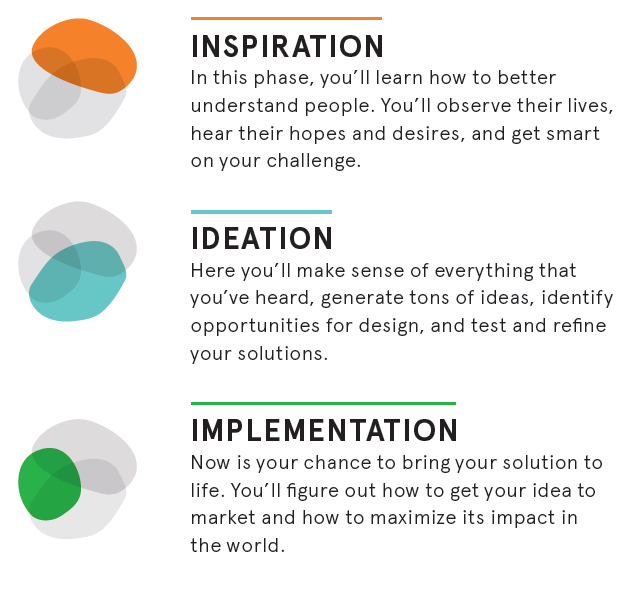 INSPIRATION
In this phase, you’ll learn how to better
understand people. You’ll observe their lives,
hear their hopes and desires, and get smart
on your challenge.
IDEATION
Here you’ll make sense of everything that
you’ve heard, generate tons of ideas, identify
opportunities for design, and test and refine
your solutions.
IMPLEMENTATION
Now is your chance to bring your solution to
life. You’ll figure out how to get your idea to
market and how to maximize its impact in
the world.